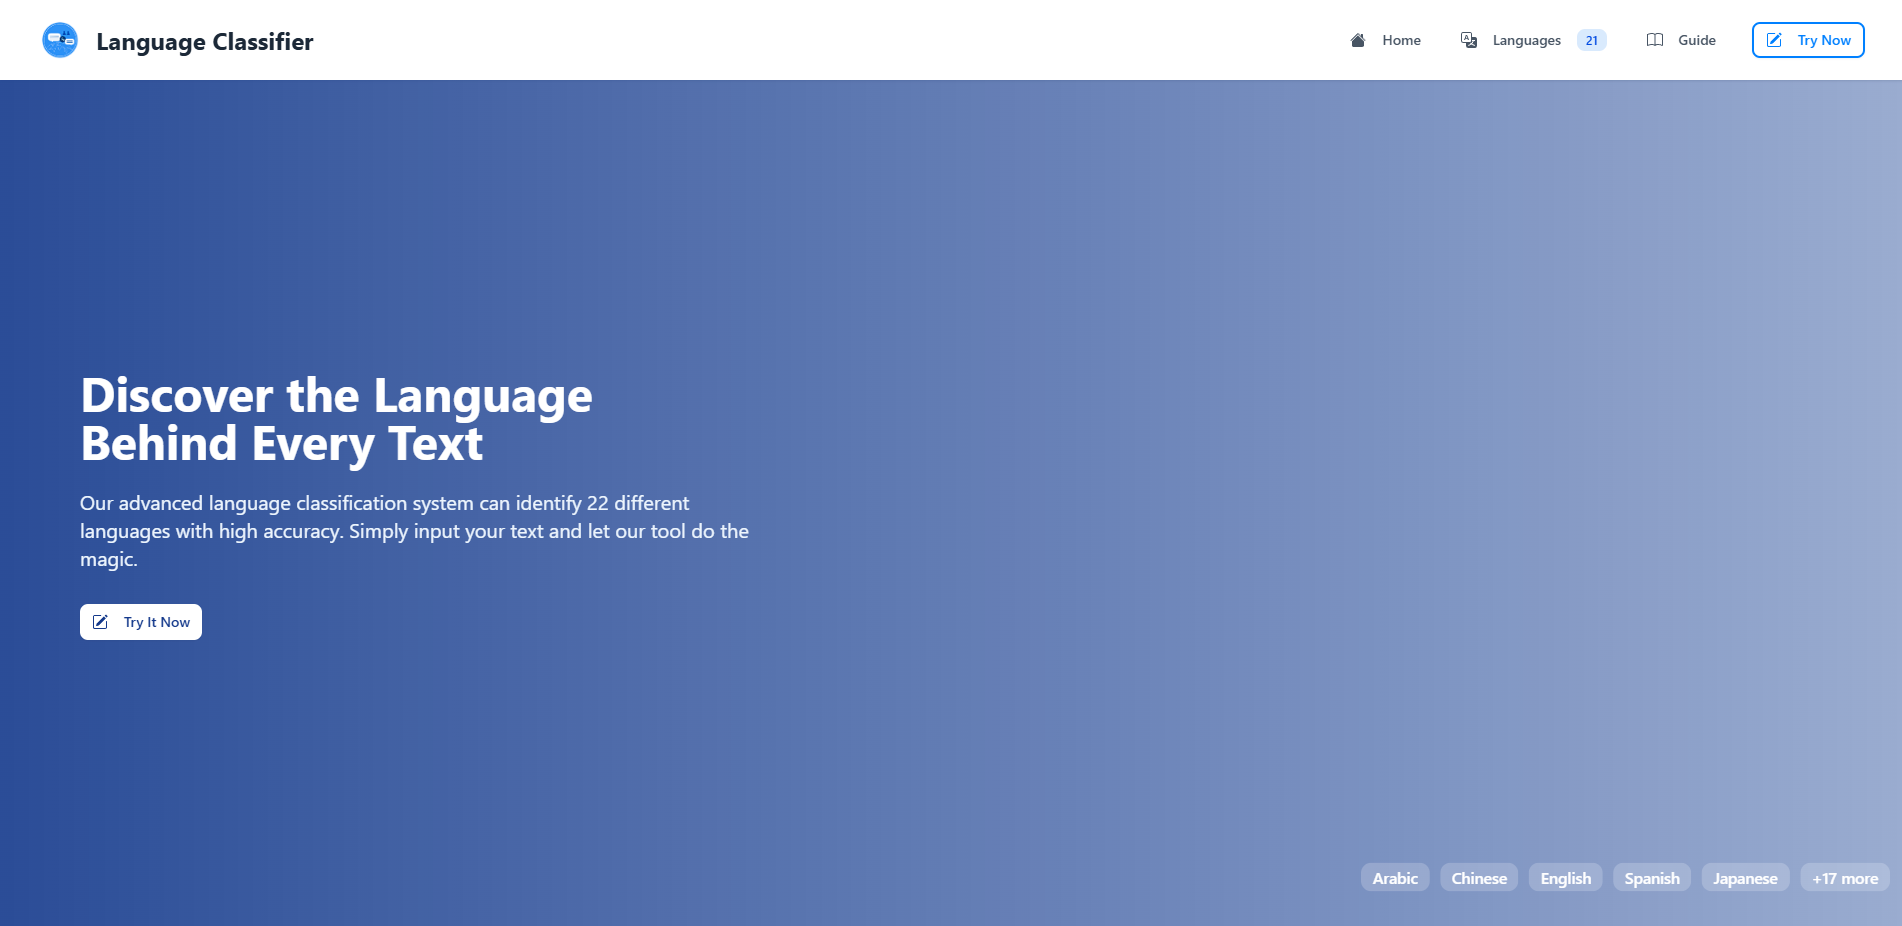 Language Classifier
Home
Languages 21
Guide
Try Now
Discover the Language
Behind Every Text
Our advanced language classification system can identify 22 different
languages with high accuracy. Simply input your text and let our tool do the
magic.
Try It Now
Arabic
Chinese
English
Spanish
Japanese
+17 more